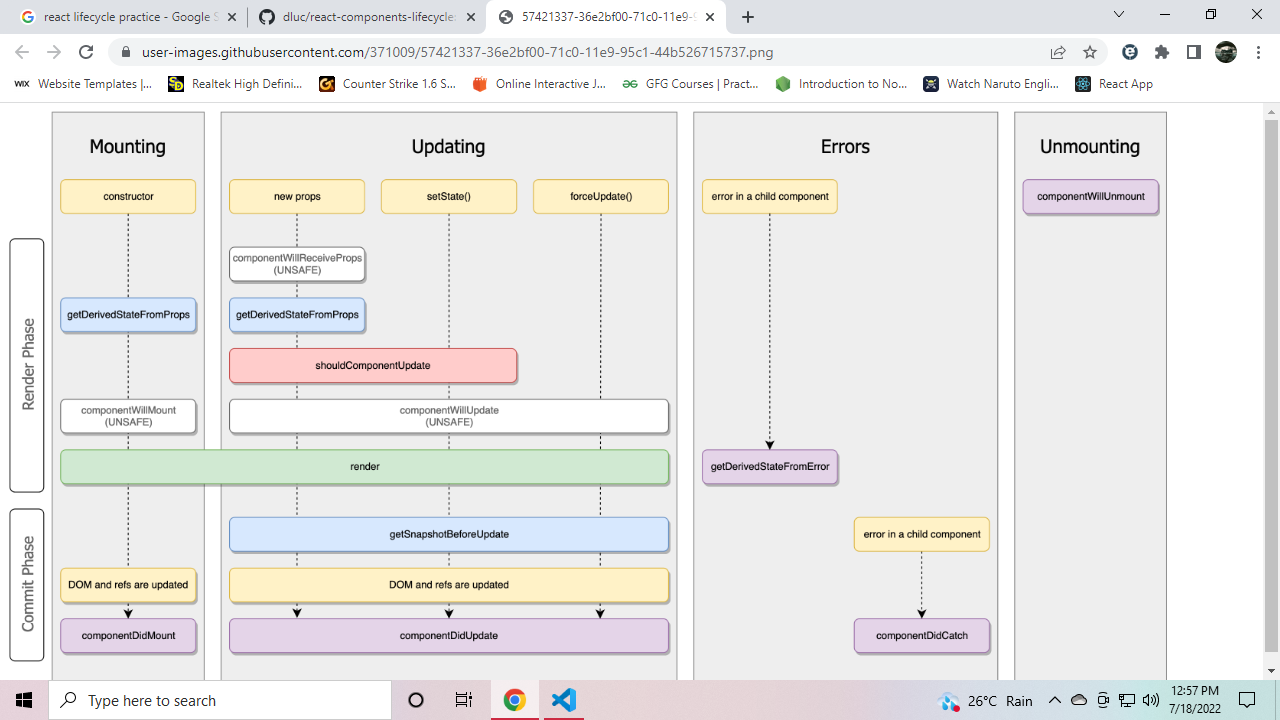 react lifecycle practice - Google S
dluc/react-components-lifecycle
57421337-36e2bf00-71c0-11e9-9
user-images.githubusercontent.com/371009/57421337-36e2bf00-71c0-11e9-95c1-44b526715737.png
WIX Website Templates |...
Realtek High Defini...
Counter Strike 1.6 S...
Online Interactive J...
GFG Courses | Pract...
Introduction to No...
Watch Naruto Engli...
React App
Mounting
Updating
Errors
Unmounting
constructor
new props
setState()
forceUpdate()
error in a child component
componentWillUnmount
Render Phase
componentWillReceiveProps
(UNSAFE)
getDerivedStateFromProps
getDerivedStateFromProps
shouldComponentUpdate
componentWillMount
(UNSAFE)
componentWillUpdate
(UNSAFE)
render
getDerivedStateFromError
Commit Phase
getSnapshotBeforeUpdate
error in a child component
DOM and refs are updated
DOM and refs are updated
componentDidMount
componentDidUpdate
componentDidCatch
Type here to search
26°C Rain
12:57 PM
7/18/2022